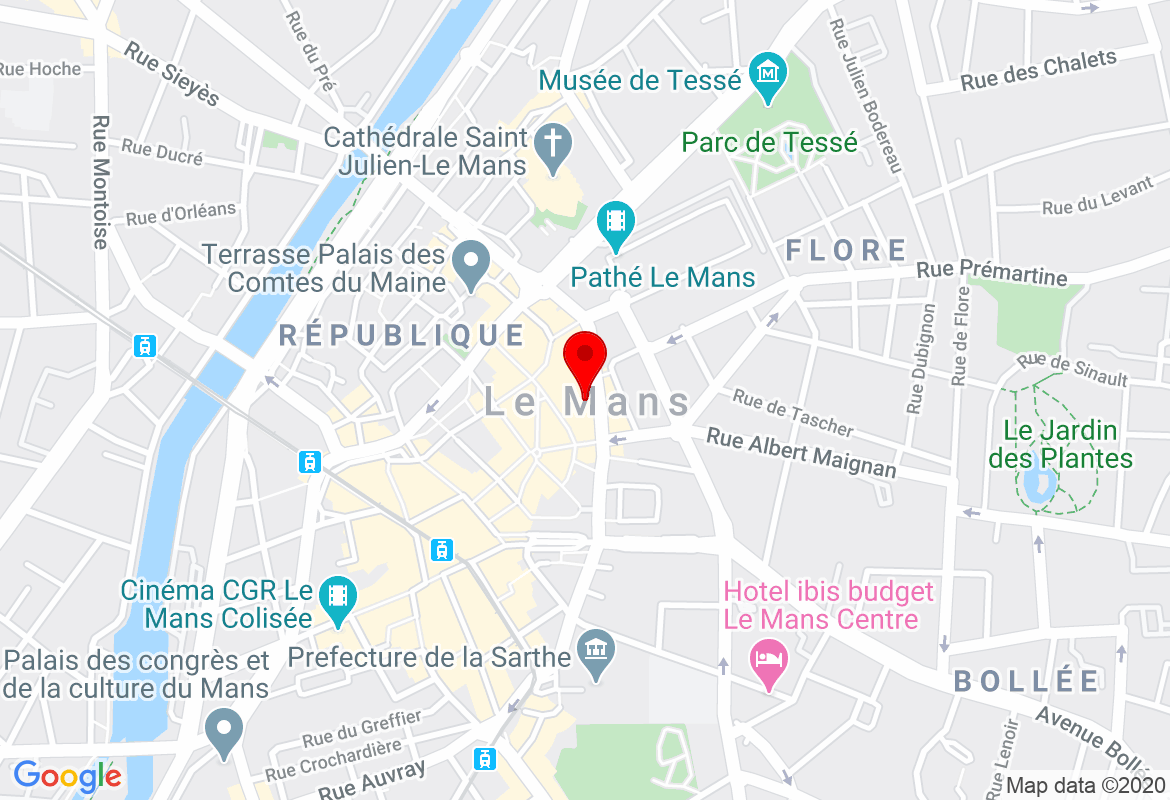 Rue Hoche
Rue Sieyès
Rue du Pré
Rue Montoise
Rue Ducré
Rue d'Orléans
Musée de Tessé
Parc de Tessé
Rue Julien Bodereau
Rue des Chalets
Cathédrale Saint
Julien-Le Mans
Rue du Levant
Terrasse Palais des
Comtes du Maine
Pathé Le Mans
FLORE
Rue Prémartine
RÉPUBLIQUE
Le Mans
Rue Dubignon
Rue de Flore
Rue de Sinault
Rue de Tascher
Rue Albert Maignan
Le Jardin
des Plantes
Cinéma CGR Le
Mans Colisée
Hotel ibis budget
Le Mans Centre
Palais des congrès et
de la culture du Mans
Prefecture de la Sarthe
BOLLÉE
Rue du Greffier
Rue Crochardière
Rue Auvray
Rue Lenoir
Avenue Bollé
Google
Map data ©2020